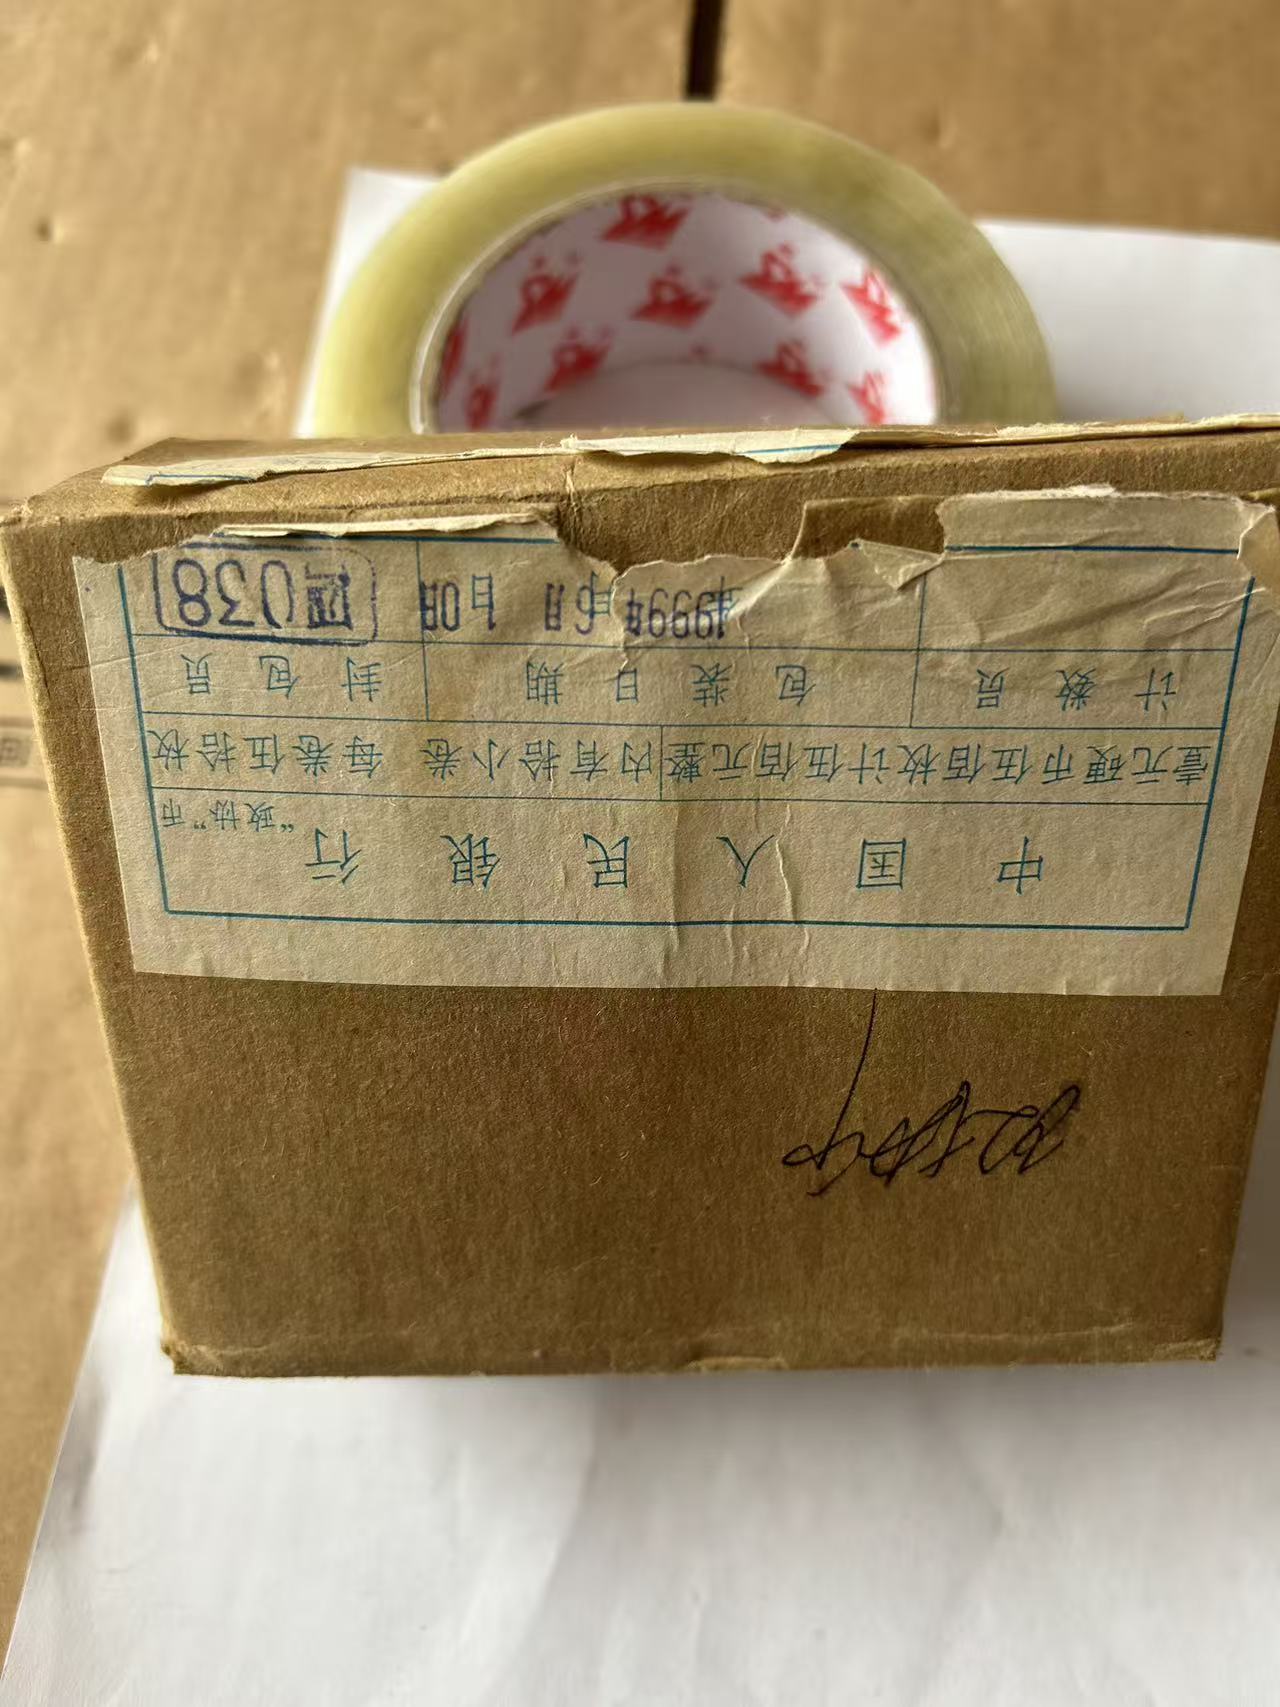 中国人民银行 “政协”币
壹元硬币伍佰枚计伍佰元整 内有拾小卷 每卷伍拾枚
计数员 包装日期 封包员
1999年6月10日 038